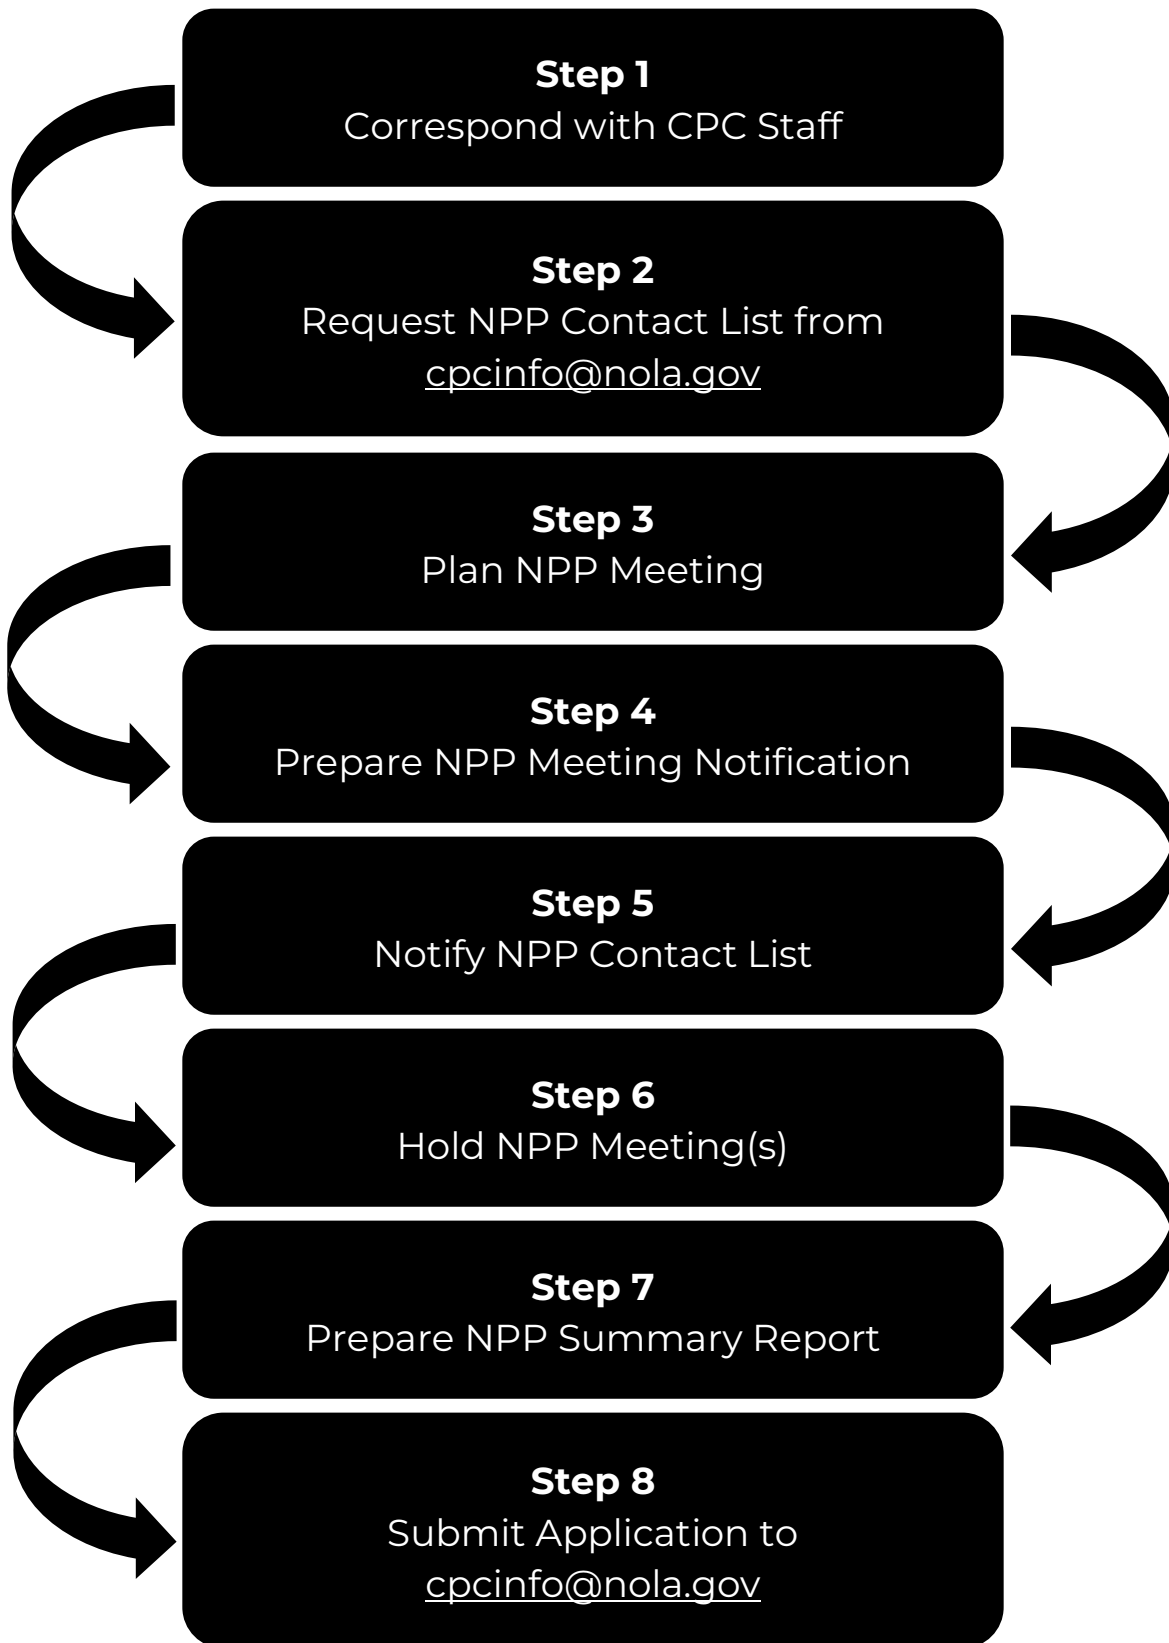 Step 1
Correspond with CPC Staff
Step 2
Request NPP Contact List from
cpcinfo@nola.gov
Step 3
Plan NPP Meeting
Step 4
Prepare NPP Meeting Notification
Step 5
Notify NPP Contact List
Step 6
Hold NPP Meeting(s)
Step 7
Prepare NPP Summary Report
Step 8
Submit Application to
cpcinfo@nola.gov